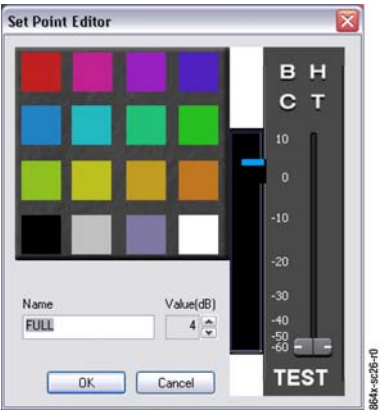 Set Point Editor
B H
C T
10
0
-10
-20
-30
-40
-50
-60
Name
Value(dB)
FULL
4
OK
Cancel
TEST
864x-sc26-r0